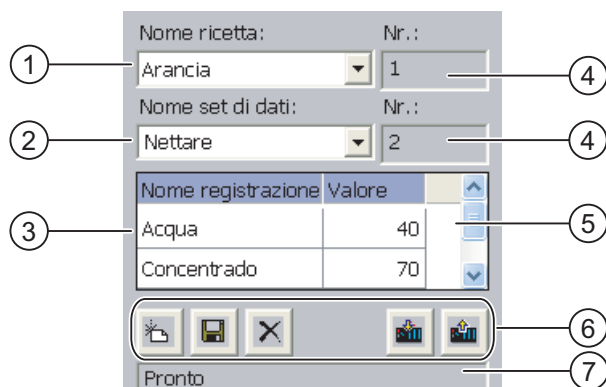 Nome ricetta: Nr.:
1 Arancia 1 4
Nome set di dati: Nr.:
2 Nettare 2 4
Nome registrazione Valore
3 Acqua 40 5
Concentrado 70
6
Pronto 7